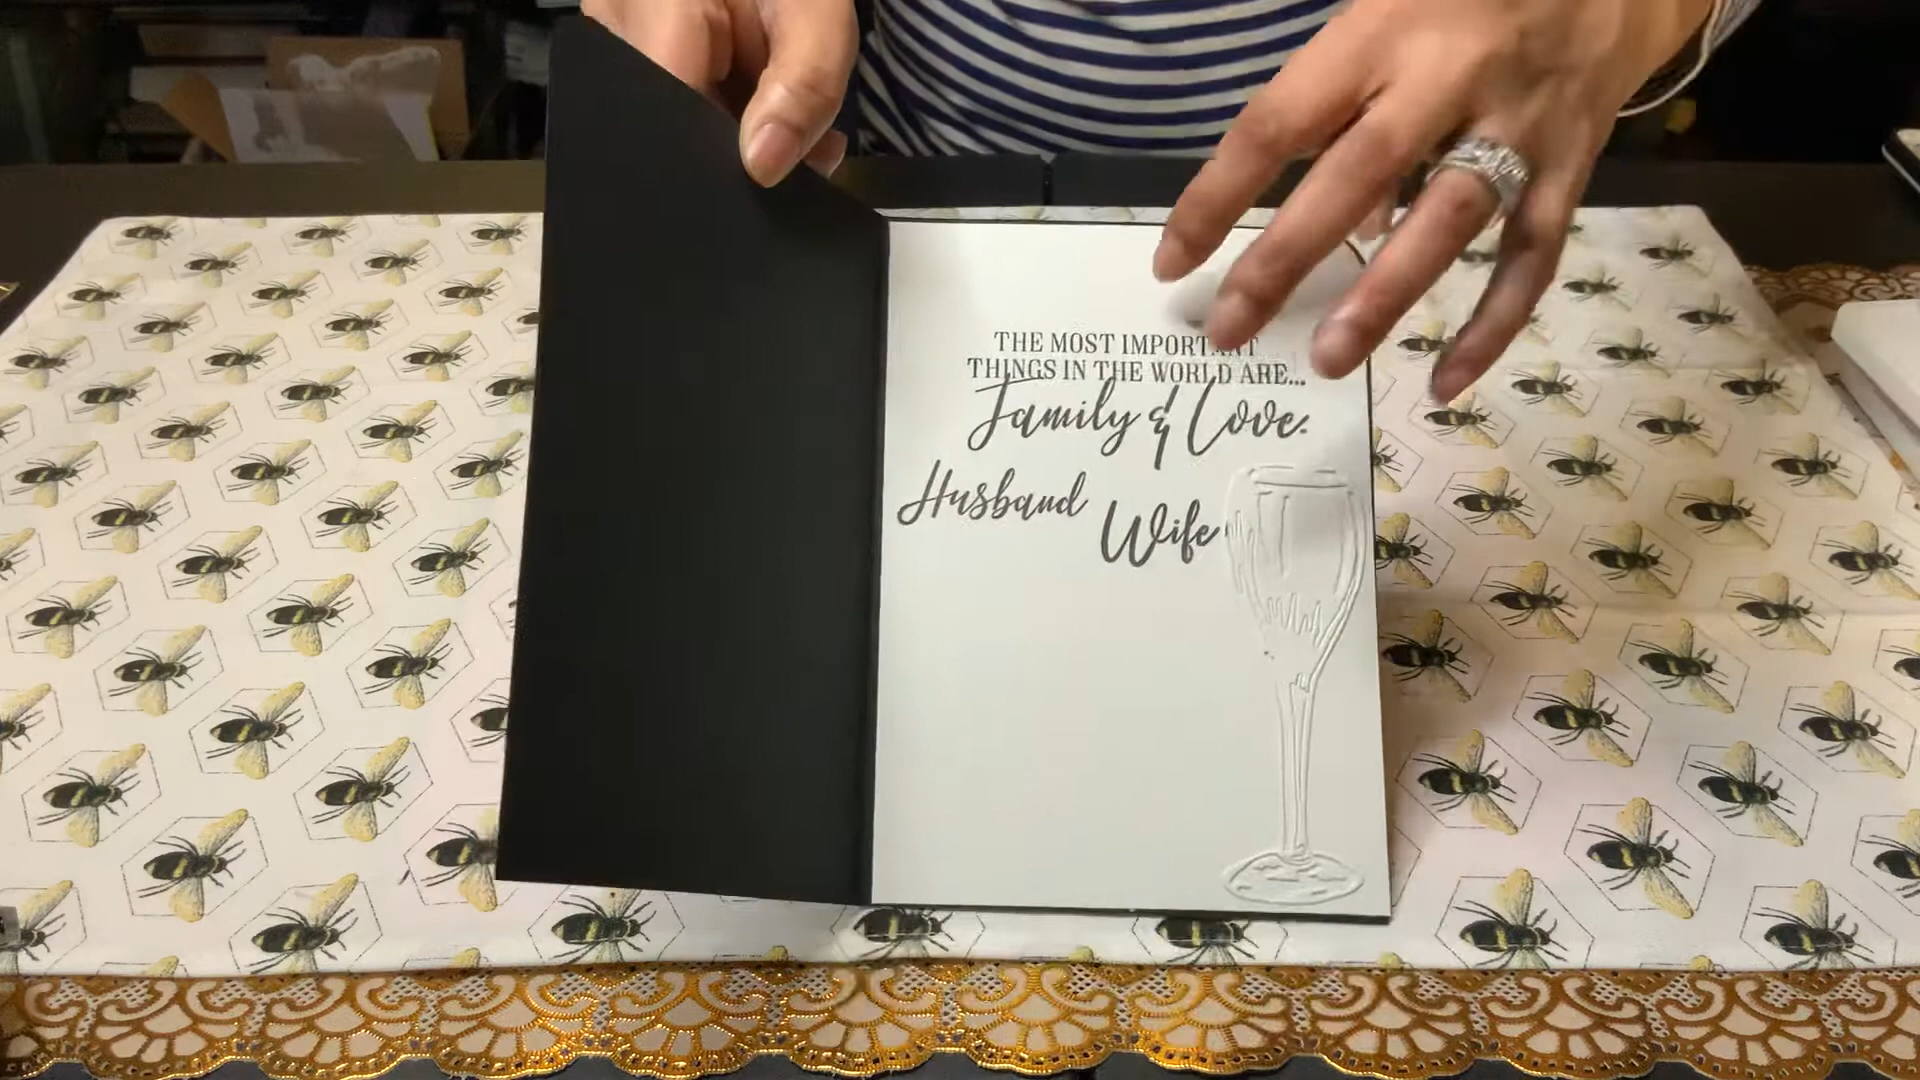 THE MOST IMPORTANT
THINGS IN THE WORLD ARE...
Family & Love.
Husband
Wife